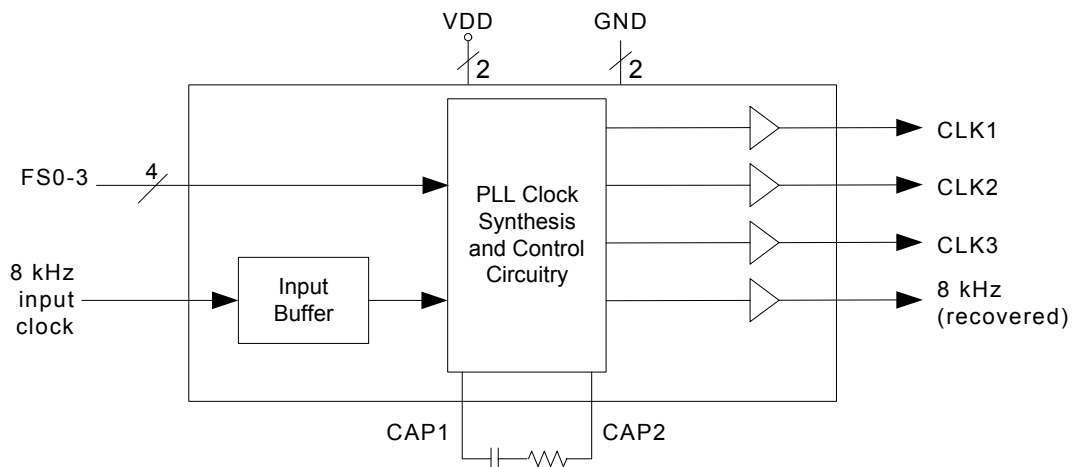 VDD
GND
2
2
FS0-3
4
8 kHz
input
clock
Input
Buffer
PLL Clock
Synthesis
and Control
Circuitry
CLK1
CLK2
CLK3
8 kHz
(recovered)
CAP1
CAP2